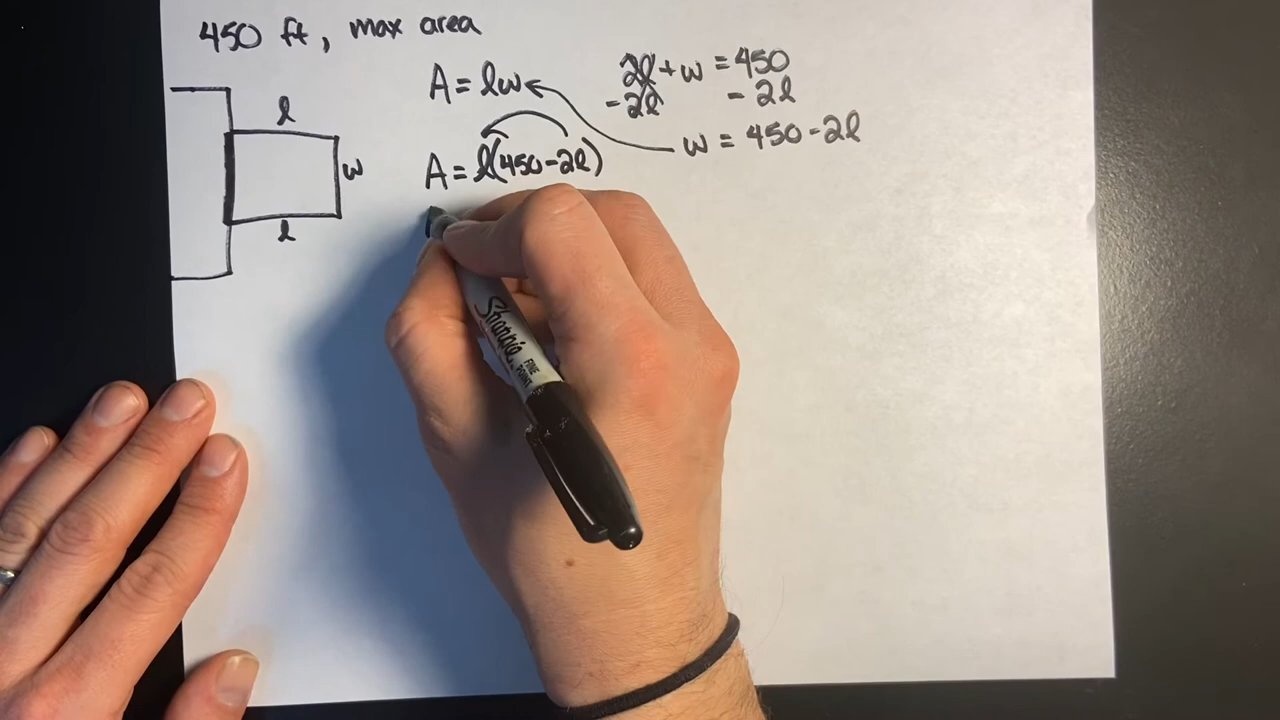 450 ft, max area
l
w
l
A = lw
2l + w = 450
- 2l - 2l
w = 450 - 2l
A = l(450 - 2l)
Sharpie
FINE POINT